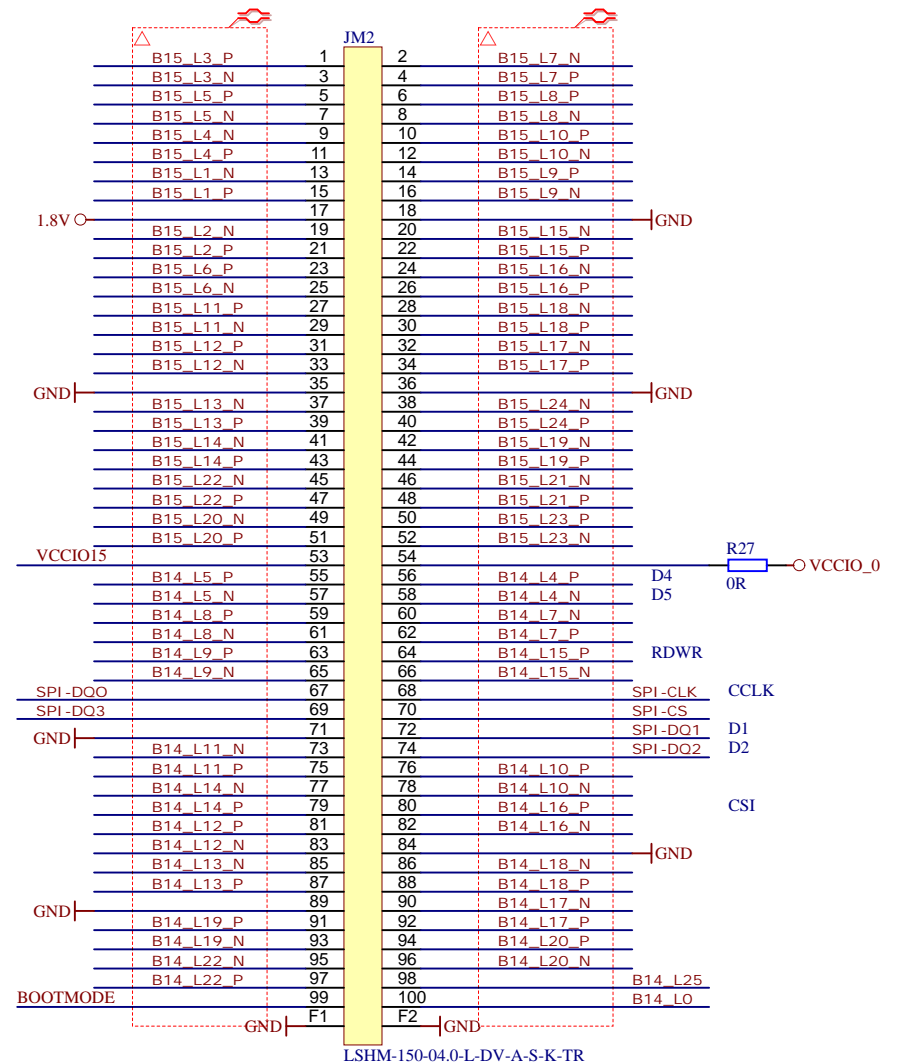 JM2
B15_L3_P 1 2 B15_L7_N
B15_L3_N 3 4 B15_L7_P
B15_L5_P 5 6 B15_L8_P
B15_L5_N 7 8 B15_L8_N
B15_L4_N 9 10 B15_L10_P
B15_L4_P 11 12 B15_L10_N
B15_L1_N 13 14 B15_L9_P
B15_L1_P 15 16 B15_L9_N
1.8V 17 18 GND
B15_L2_N 19 20 B15_L15_N
B15_L2_P 21 22 B15_L15_P
B15_L6_P 23 24 B15_L16_N
B15_L6_N 25 26 B15_L16_P
B15_L11_P 27 28 B15_L18_N
B15_L11_N 29 30 B15_L18_P
B15_L12_P 31 32 B15_L17_N
B15_L12_N 33 34 B15_L17_P
GND 35 36 GND
B15_L13_N 37 38 B15_L24_N
B15_L13_P 39 40 B15_L24_P
B15_L14_N 41 42 B15_L19_N
B15_L14_P 43 44 B15_L19_P
B15_L22_N 45 46 B15_L21_N
B15_L22_P 47 48 B15_L21_P
B15_L20_N 49 50 B15_L23_P
B15_L20_P 51 52 B15_L23_N
VCCIO15 53 54 R27 0R VCCIO_0
B14_L5_P 55 56 B14_L4_P D4
B14_L5_N 57 58 B14_L4_N D5
B14_L8_P 59 60 B14_L7_N
B14_L8_N 61 62 B14_L7_P
B14_L9_P 63 64 B14_L15_P RDWR
B14_L9_N 65 66 B14_L15_N
SPI-DQ0 67 68 SPI-CLK CCLK
SPI-DQ3 69 70 SPI-CS
GND 71 72 SPI-DQ1 D1
B14_L11_N 73 74 SPI-DQ2 D2
B14_L11_P 75 76 B14_L10_P
B14_L14_N 77 78 B14_L10_N
B14_L14_P 79 80 B14_L16_P CSI
B14_L12_P 81 82 B14_L16_N
B14_L12_N 83 84 GND
B14_L13_N 85 86 B14_L18_N
B14_L13_P 87 88 B14_L18_P
GND 89 90 B14_L17_N
B14_L19_P 91 92 B14_L17_P
B14_L19_N 93 94 B14_L20_P
B14_L22_N 95 96 B14_L20_N
B14_L22_P 97 98 B14_L25
BOOTMODE 99 100 B14_L0
GND F1 F2 GND
LSHM-150-04.0-L-DV-A-S-K-TR